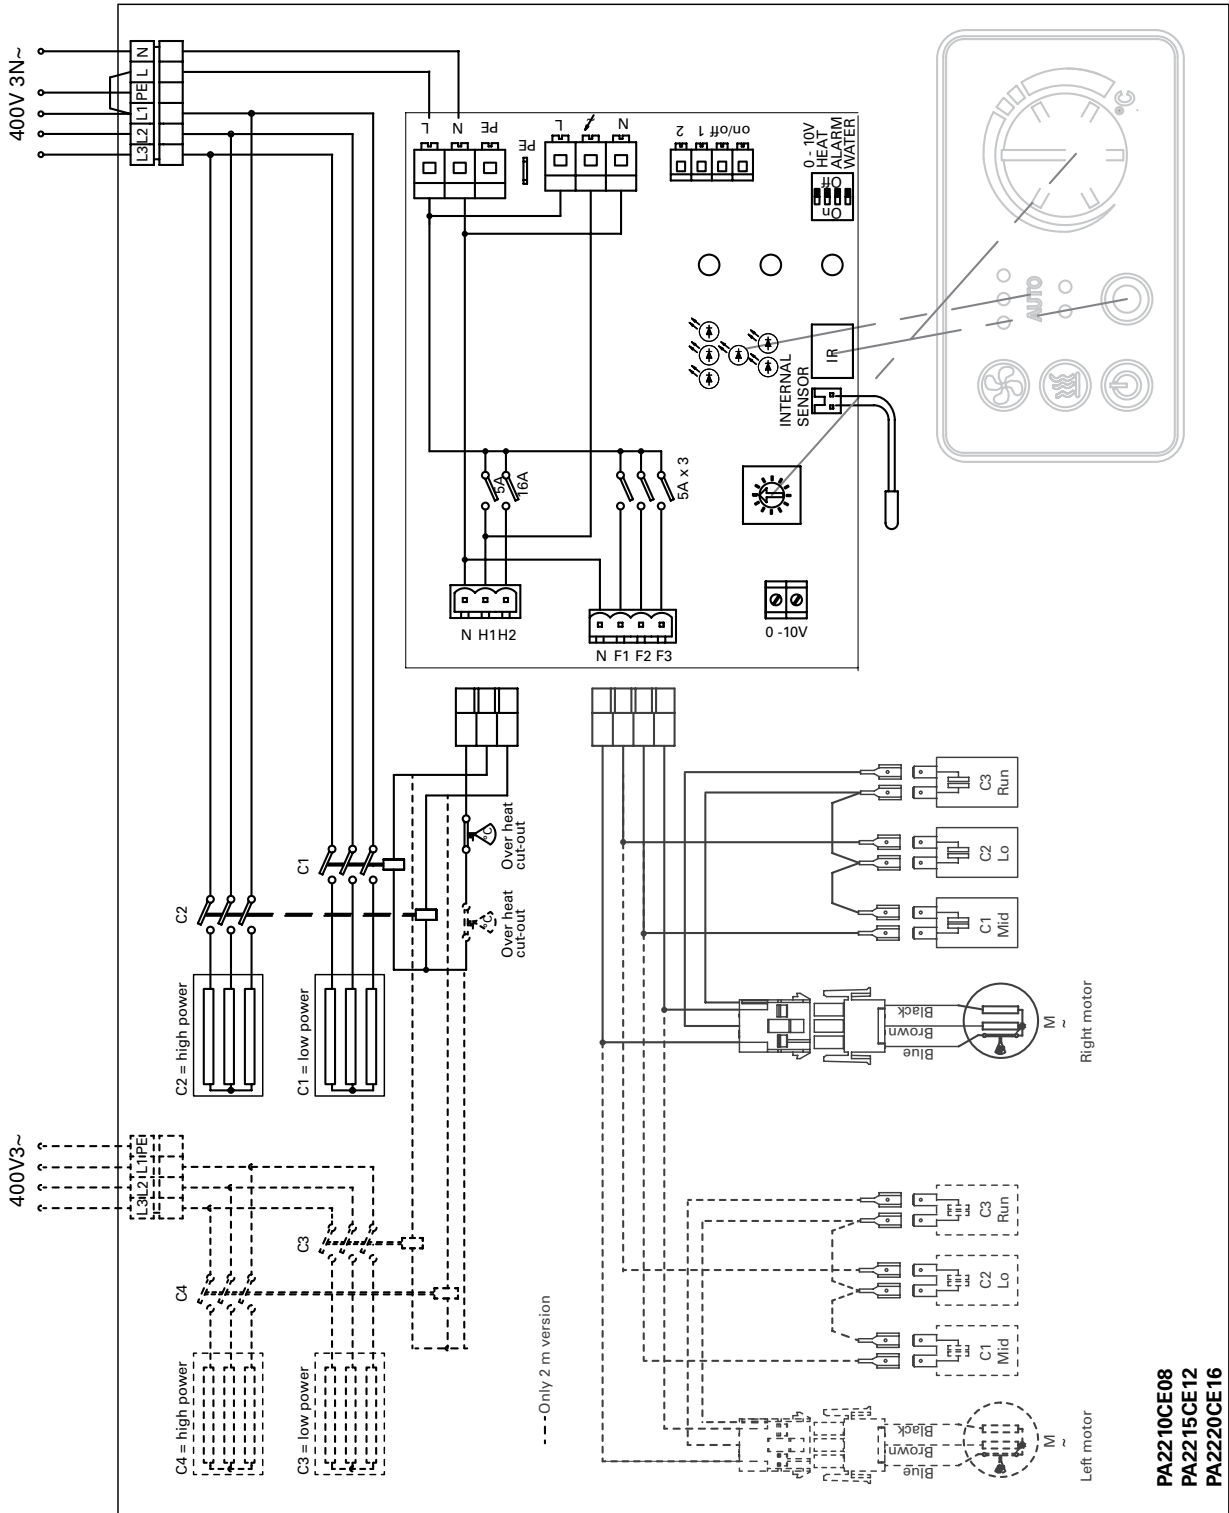 400V 3N~
N
L
PE
L1
L2
L3
L
N
PE
PE
L
N
2
1
on/off
0 - 10V
HEAT
ALARM
WATER
Off
On
°C
AUTO
IR
INTERNAL
SENSOR
5A
16A
5A x 3
N H1 H2
N F1 F2 F3
0 -10V
C1
C2
°C
Over heat
cut-out
°C
Over heat
cut-out
C2 = high power
C1 = low power
C3
Run
C2
Lo
C1
Mid
Black
Brown
Blue
M
~
Right motor
400V3~
PE
L1
L2
L3
C3
C4
C4 = high power
C3 = low power
Only 2 m version
C3
Run
C2
Lo
C1
Mid
Black
Brown
Blue
M
~
Left motor
PA2210CE08
PA2215CE12
PA2220CE16